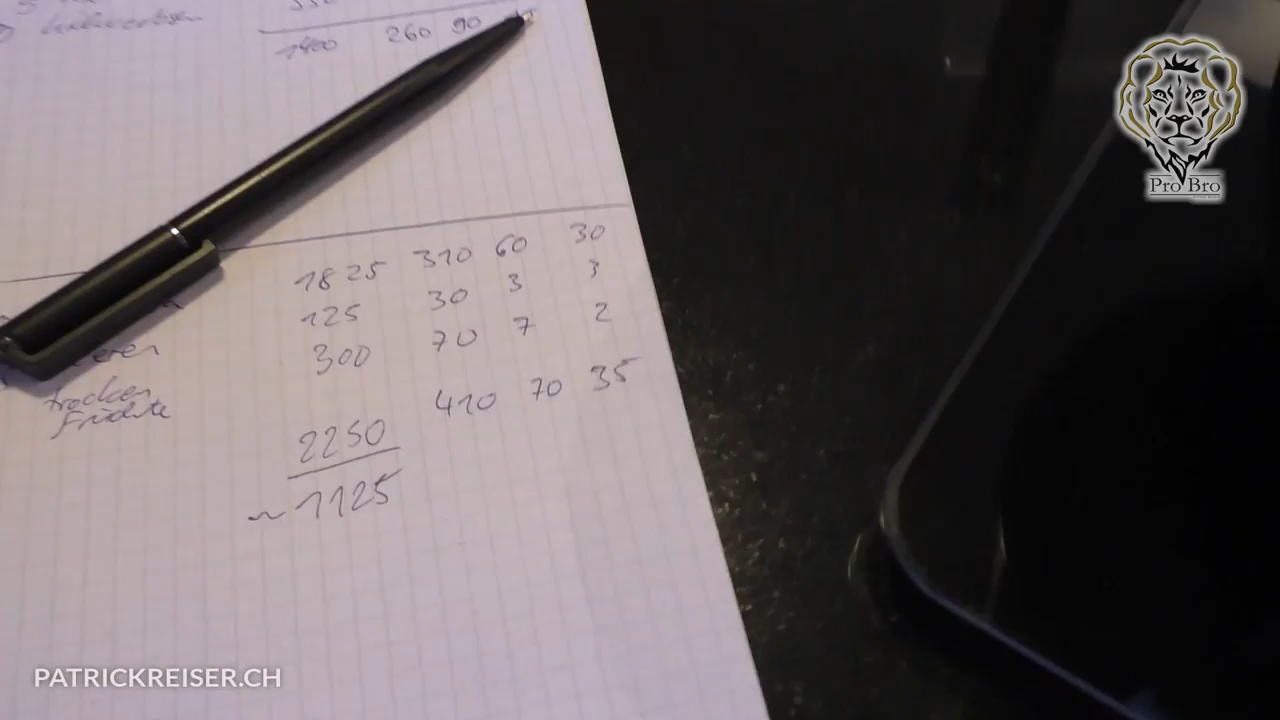 1400 260 90
1825 310 60 30
125 30 3 3
300 70 7 2
trocken
Früchte
2250 410 70 35
~1125
Pro Bro
PATRICKREISER.CH